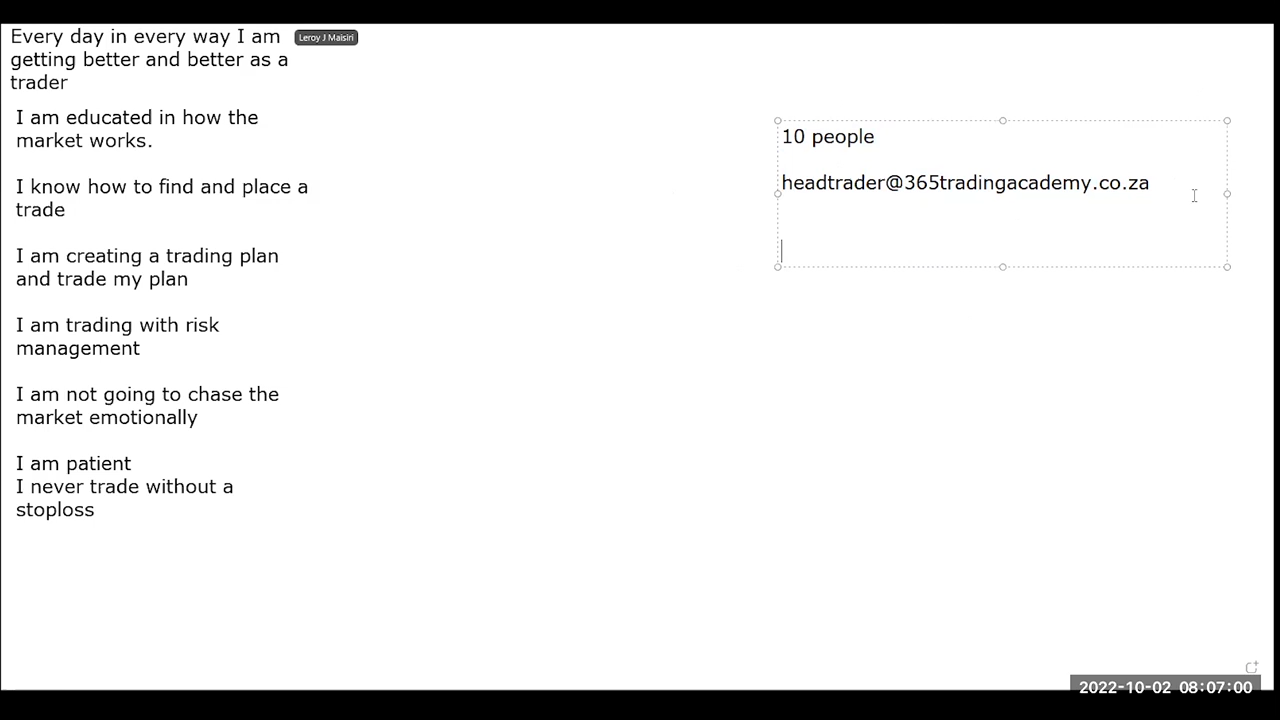 Every day in every way I am
getting better and better as a
trader
Leroy J Maisiri
I am educated in how the
market works.
I know how to find and place a
trade
I am creating a trading plan
and trade my plan
I am trading with risk
management
I am not going to chase the
market emotionally
I am patient
I never trade without a
stoploss
10 people
headtrader@365tradingacademy.co.za
2022-10-02 08:07:00